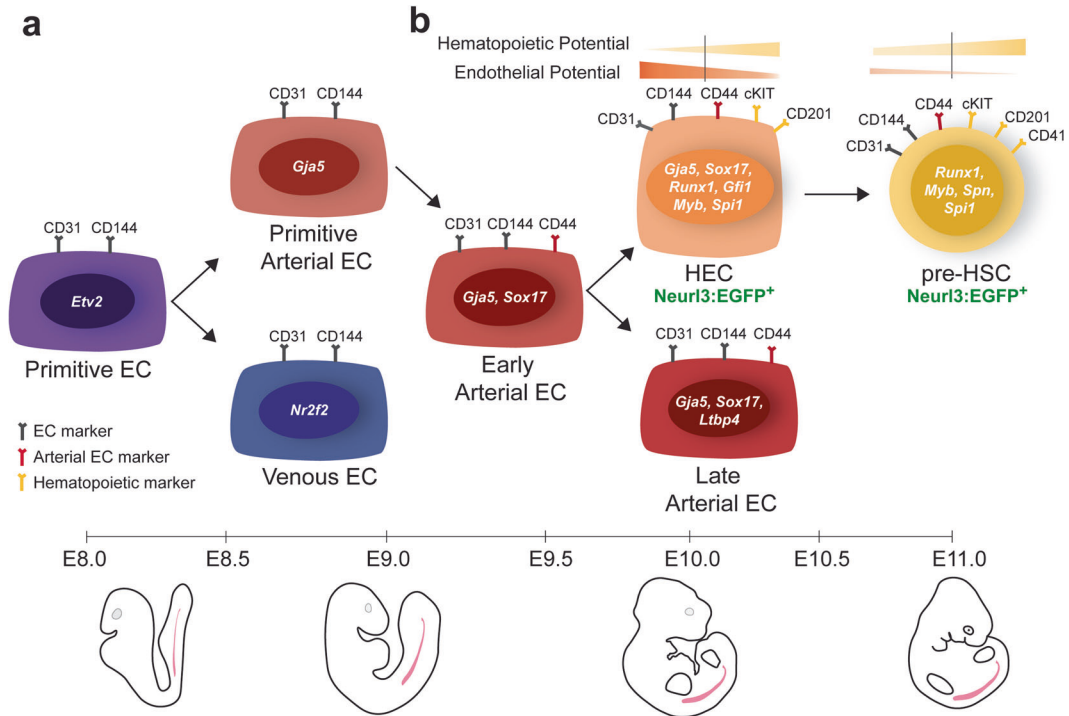 a
b
Hematopoietic Potential
Endothelial Potential
CD31
CD144
Etv2
Primitive EC
CD31
CD144
Gja5
Primitive
Arterial EC
CD31
CD144
Nr2f2
Venous EC
CD31
CD144
CD44
Gja5, Sox17
Early
Arterial EC
CD31
CD144
CD44
cKIT
CD201
Gja5, Sox17,
Runx1, Gfi1
Myb, Spi1
HEC
Neurl3:EGFP+
CD31
CD144
CD44
Gja5, Sox17,
Ltbp4
Late
Arterial EC
CD31
CD144
CD44
cKIT
CD201
CD41
Runx1,
Myb, Spn,
Spi1
pre-HSC
Neurl3:EGFP+
EC marker
Arterial EC marker
Hematopoietic marker
E8.0
E8.5
E9.0
E9.5
E10.0
E10.5
E11.0